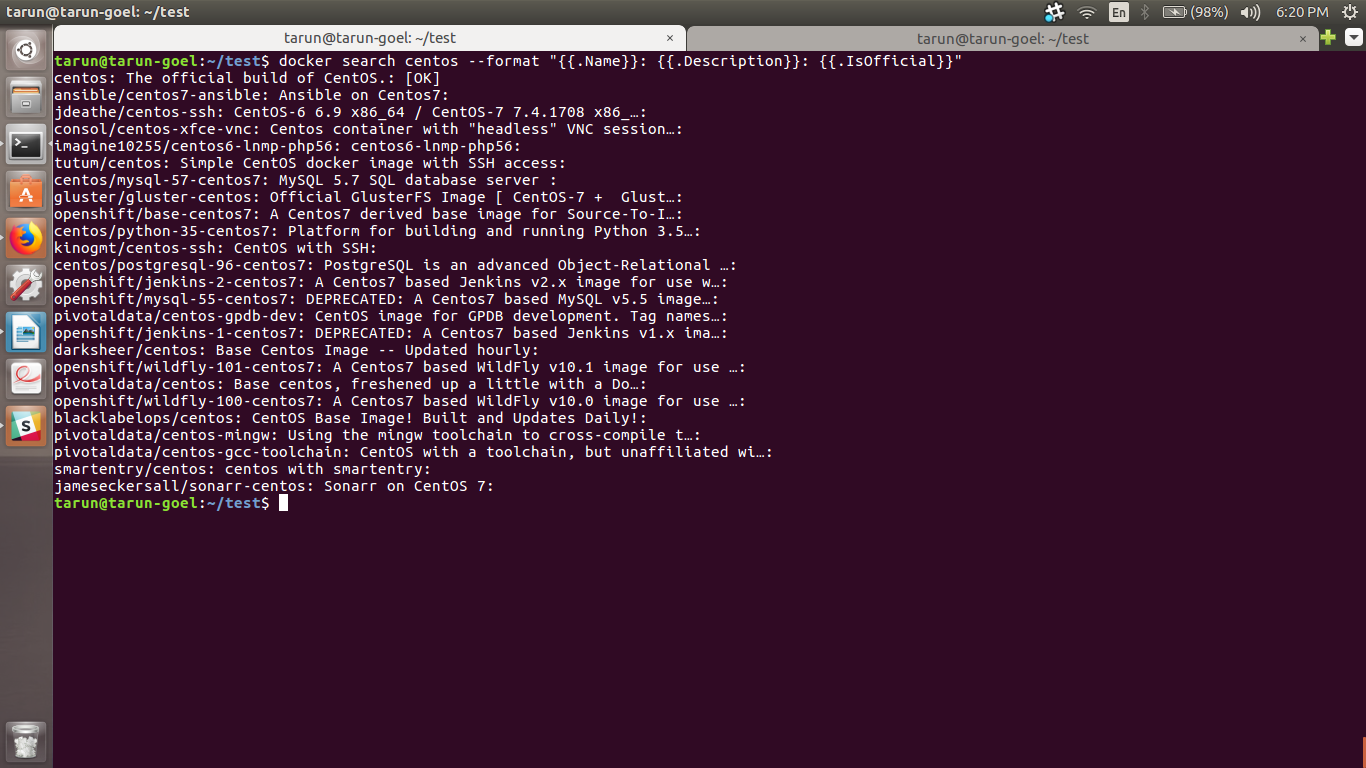 tarun@tarun-goel: ~/test
En
(98%)
6:20 PM
tarun@tarun-goel: ~/test ×
tarun@tarun-goel: ~/test ×
tarun@tarun-goel:~/test$ docker search centos --format "{{.Name}}: {{.Description}}: {{.IsOfficial}}"
centos: The official build of CentOS.: [OK]
ansible/centos7-ansible: Ansible on Centos7:
jdeathe/centos-ssh: CentOS-6 6.9 x86_64 / CentOS-7 7.4.1708 x86_…:
consol/centos-xfce-vnc: Centos container with "headless" VNC session…:
imagine10255/centos6-lnmp-php56: centos6-lnmp-php56:
tutum/centos: Simple CentOS docker image with SSH access:
centos/mysql-57-centos7: MySQL 5.7 SQL database server :
gluster/gluster-centos: Official GlusterFS Image [ CentOS-7 +  Glust…:
openshift/base-centos7: A Centos7 derived base image for Source-To-I…:
centos/python-35-centos7: Platform for building and running Python 3.5…:
kinogmt/centos-ssh: CentOS with SSH:
centos/postgresql-96-centos7: PostgreSQL is an advanced Object-Relational …:
openshift/jenkins-2-centos7: A Centos7 based Jenkins v2.x image for use w…:
openshift/mysql-55-centos7: DEPRECATED: A Centos7 based MySQL v5.5 image…:
pivotaldata/centos-gpdb-dev: CentOS image for GPDB development. Tag names…:
openshift/jenkins-1-centos7: DEPRECATED: A Centos7 based Jenkins v1.x ima…:
darksheer/centos: Base Centos Image -- Updated hourly:
openshift/wildfly-101-centos7: A Centos7 based WildFly v10.1 image for use …:
pivotaldata/centos: Base centos, freshened up a little with a Do…:
openshift/wildfly-100-centos7: A Centos7 based WildFly v10.0 image for use …:
blacklabelops/centos: CentOS Base Image! Built and Updates Daily!:
pivotaldata/centos-mingw: Using the mingw toolchain to cross-compile t…:
pivotaldata/centos-gcc-toolchain: CentOS with a toolchain, but unaffiliated wi…:
smartentry/centos: centos with smartentry:
jameseckersall/sonarr-centos: Sonarr on CentOS 7:
tarun@tarun-goel:~/test$